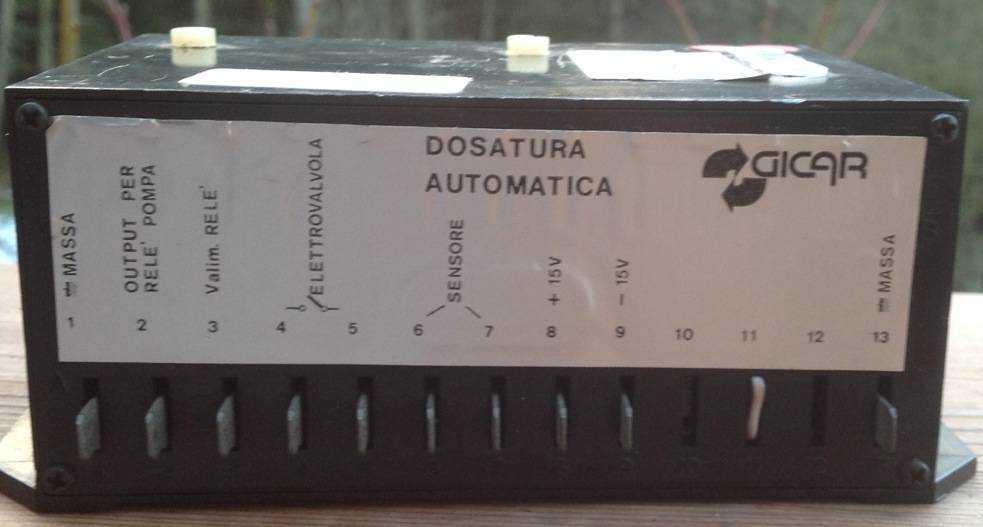 DOSATURA
AUTOMATICA
GICAR
MASSA
OUTPUT PER
RELE' POMPA
Valim. RELE'
ELETTROVALVOLA
SENSORE
+ 15V
- 15V
MASSA
1 2 3 4 5 6 7 8 9 10 11 12 13